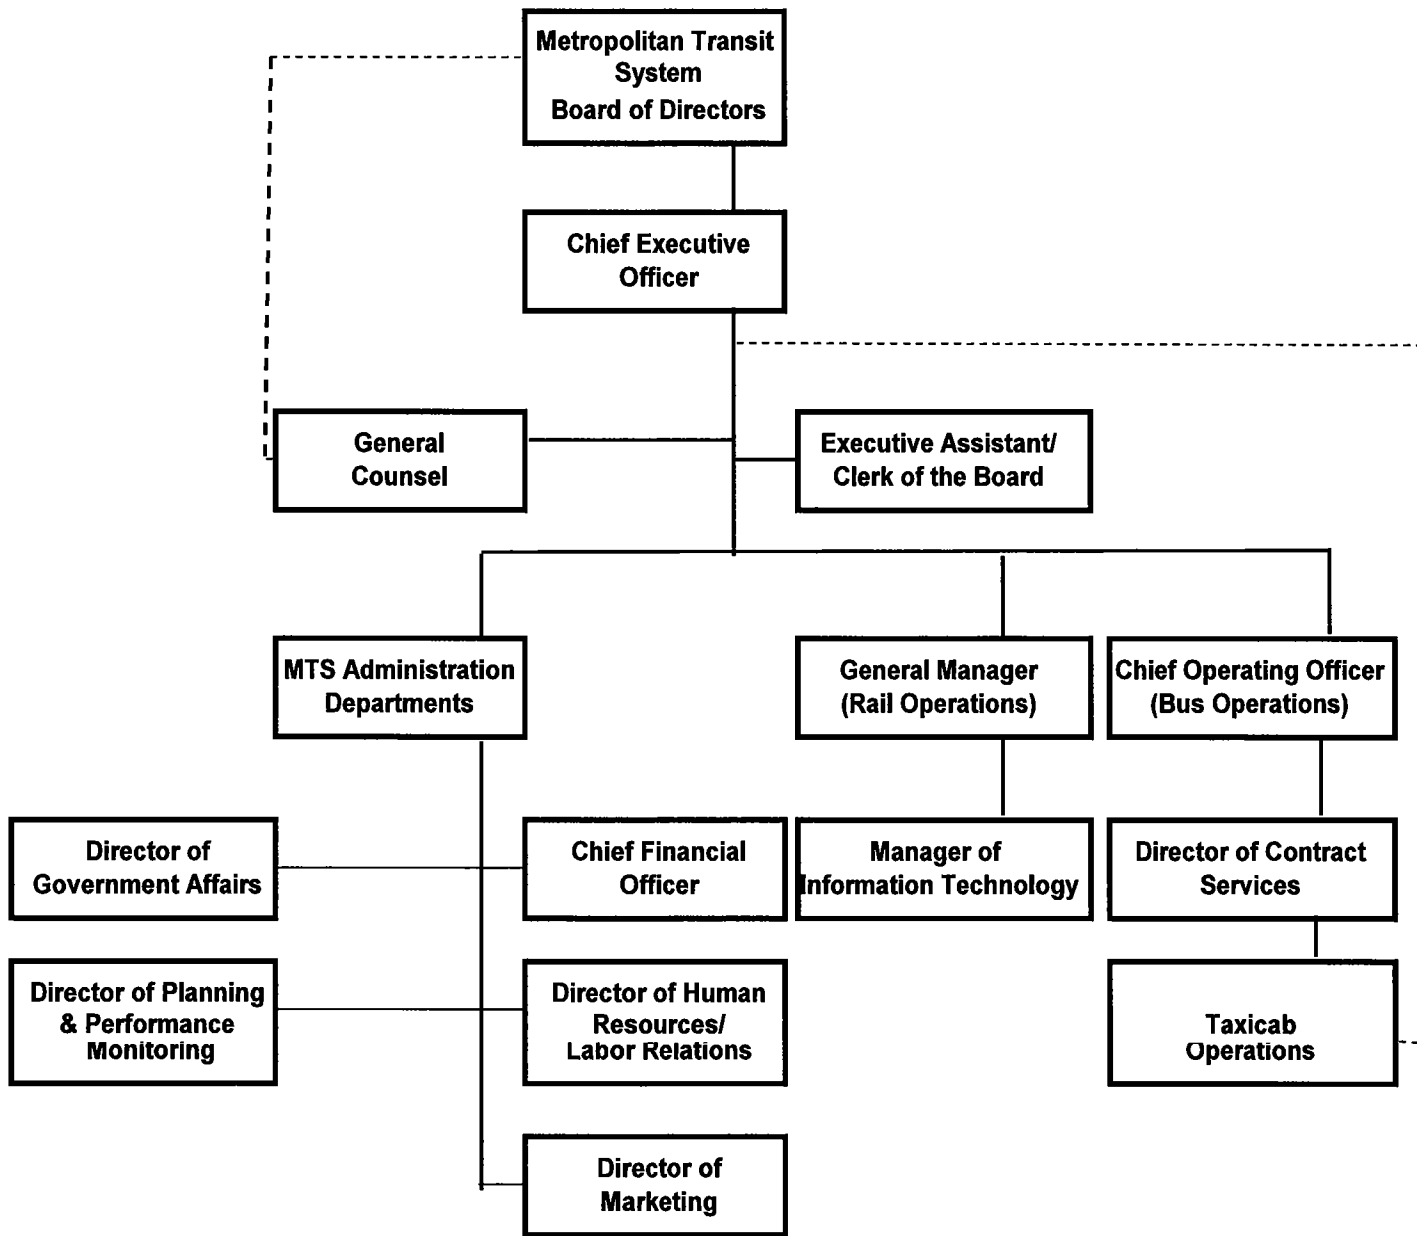 Metropolitan Transit
System
Board of Directors
Chief Executive
Officer
General
Counsel
Executive Assistant/
Clerk of the Board
MTS Administration
Departments
General Manager
(Rail Operations)
Chief Operating Officer
(Bus Operations)
Director of
Government Affairs
Chief Financial
Officer
Manager of
Information Technology
Director of Contract
Services
Director of Planning
& Performance
Monitoring
Director of Human
Resources/
Labor Relations
Taxicab
Operations
Director of
Marketing